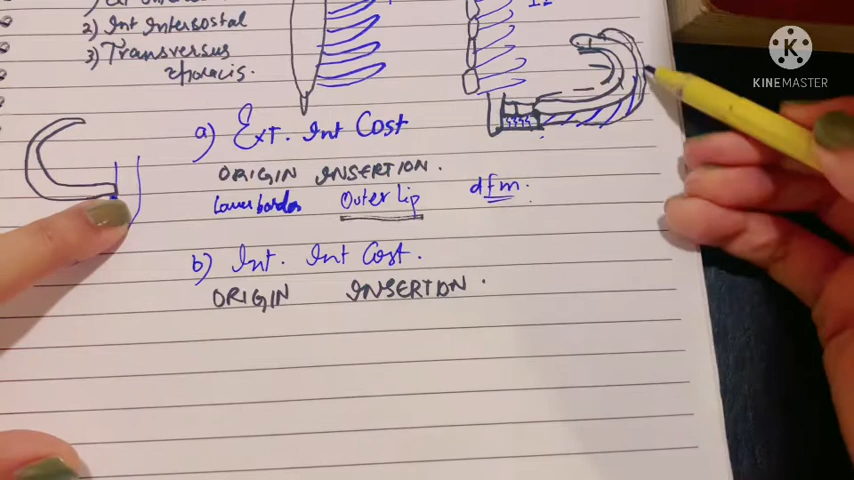 2) Int Intersostal
3) Transversus
thoracis.
a) Ext. Int Cost
ORIGIN INSERTION.
Lower border Outer Lip dfm.
b) Int. Int Cost.
ORIGIN INSERTION.
K
KINEMASTER